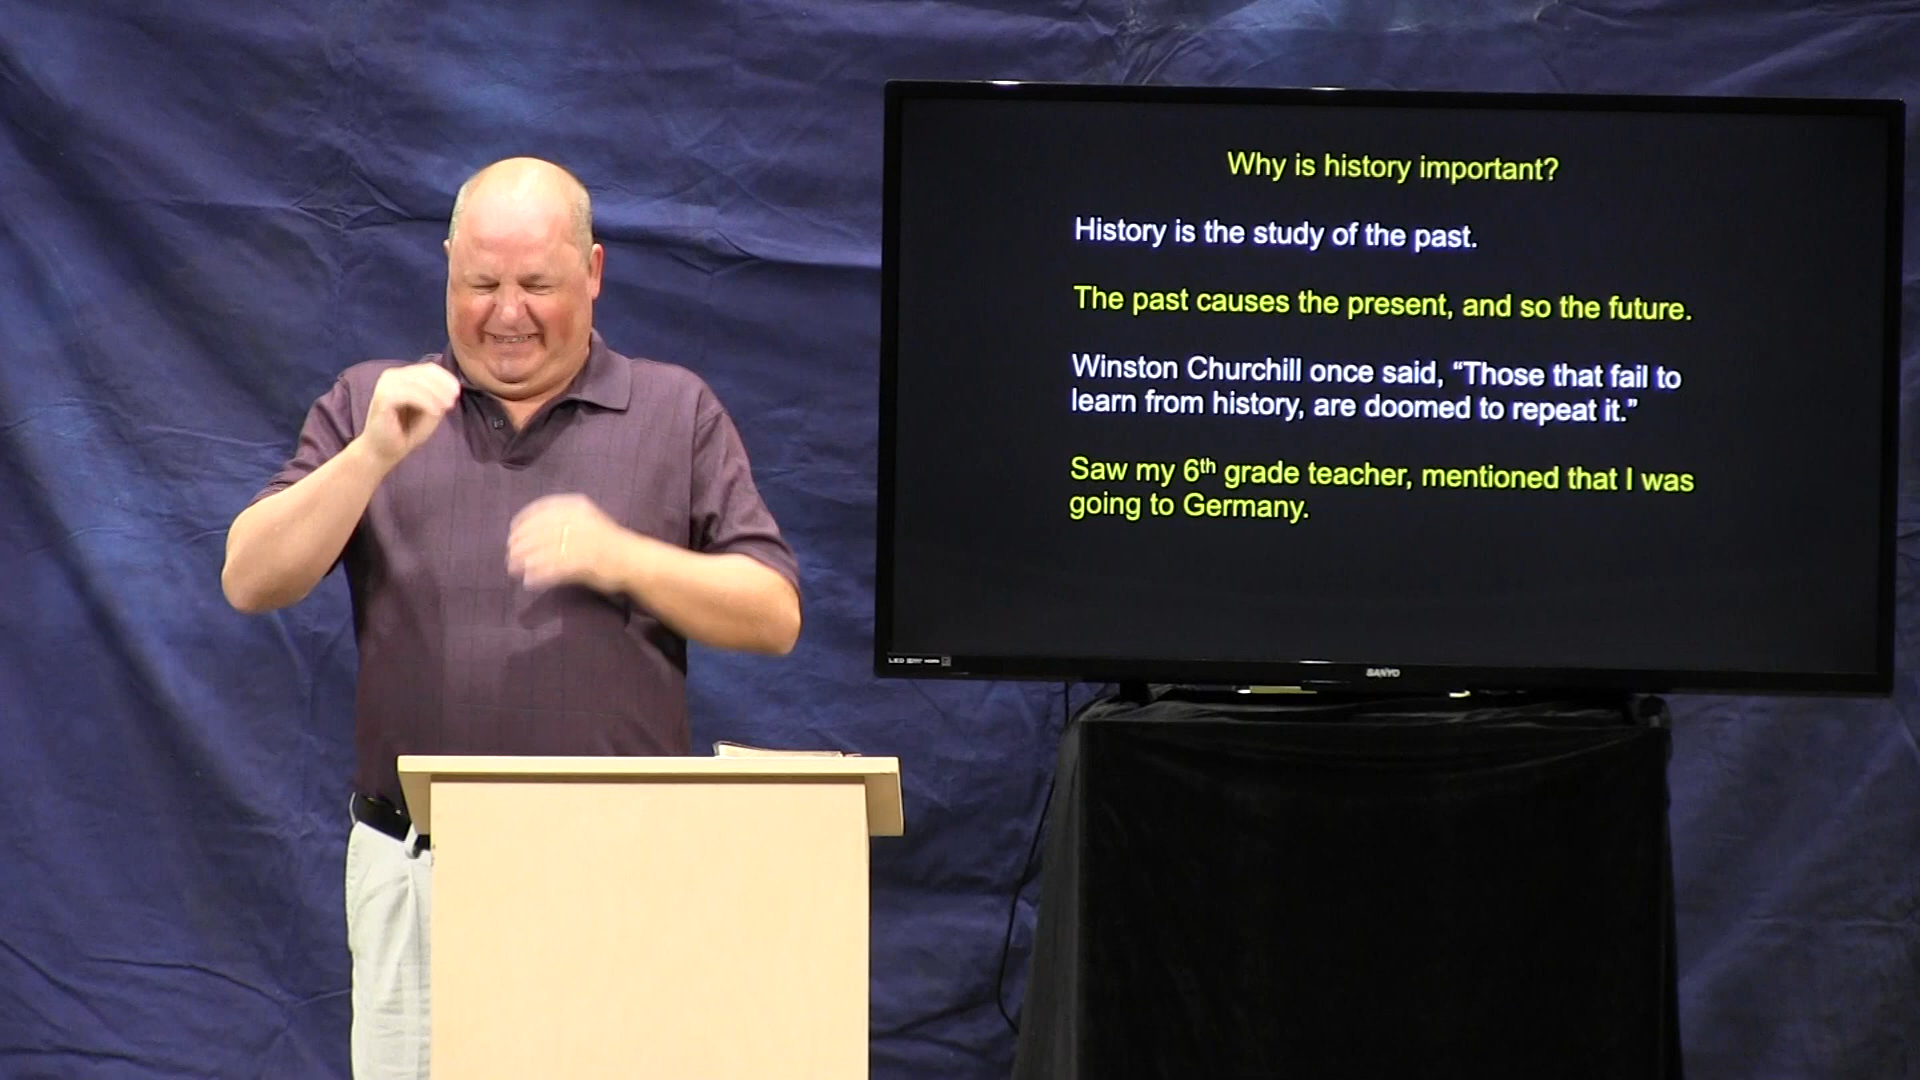 Why is history important?
History is the study of the past.
The past causes the present, and so the future.
Winston Churchill once said, “Those that fail to
learn from history, are doomed to repeat it.”
Saw my 6th grade teacher, mentioned that I was
going to Germany.
SANYO